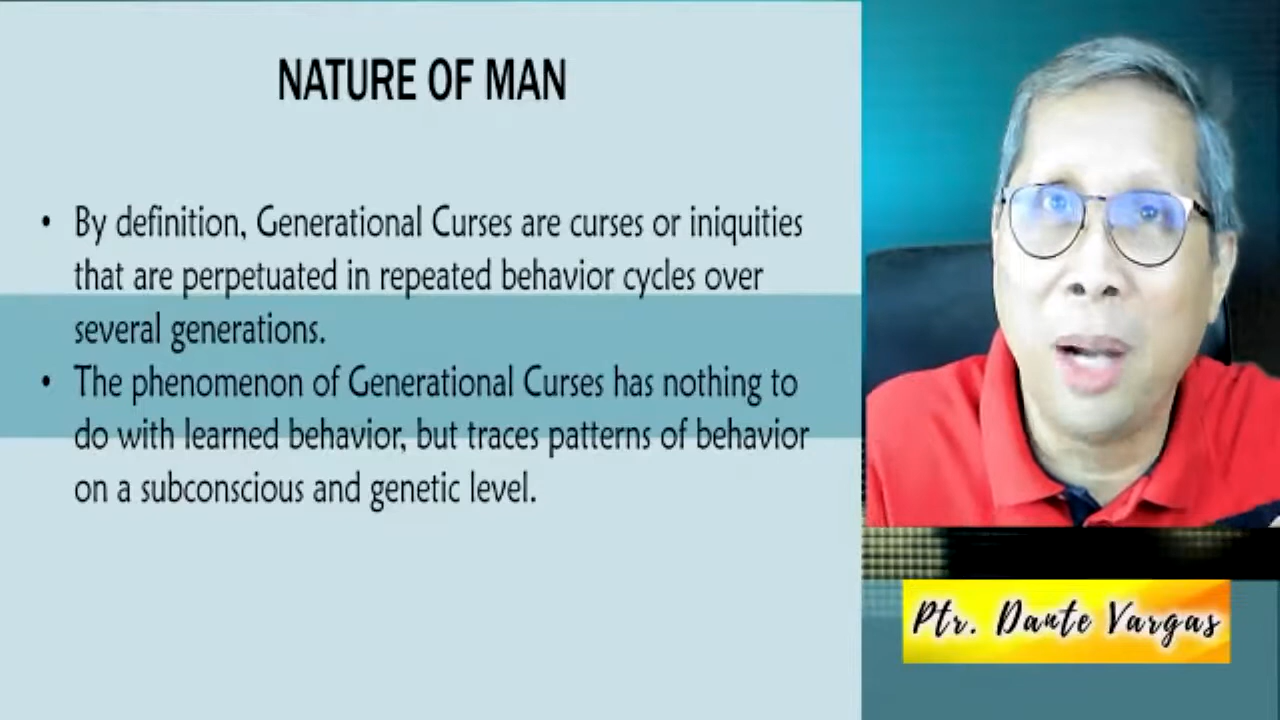 NATURE OF MAN
• By definition, Generational Curses are curses or iniquities
that are perpetuated in repeated behavior cycles over
several generations.
• The phenomenon of Generational Curses has nothing to
do with learned behavior, but traces patterns of behavior
on a subconscious and genetic level.
Ptr. Dante Vargas